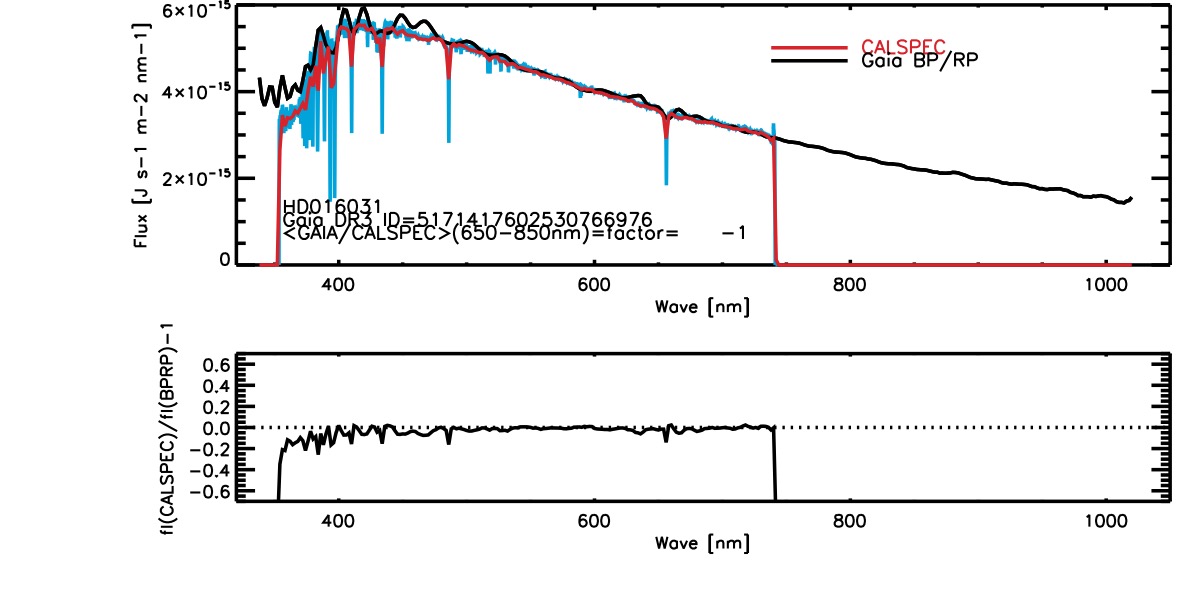 6×10−15
4×10−15
2×10−15
0
Flux [J s−1 m−2 nm−1]
CALSPEC
Gaia BP/RP
HD016031
Gaia DR3 ID=5171417602530766976
<GAIA/CALSPEC>(650−850nm)=factor= −1
400 600 800 1000
Wave [nm]
fl(CALSPEC)/fl(BPRP)−1
0.6
0.4
0.2
0.0
−0.2
−0.4
−0.6
400 600 800 1000
Wave [nm]